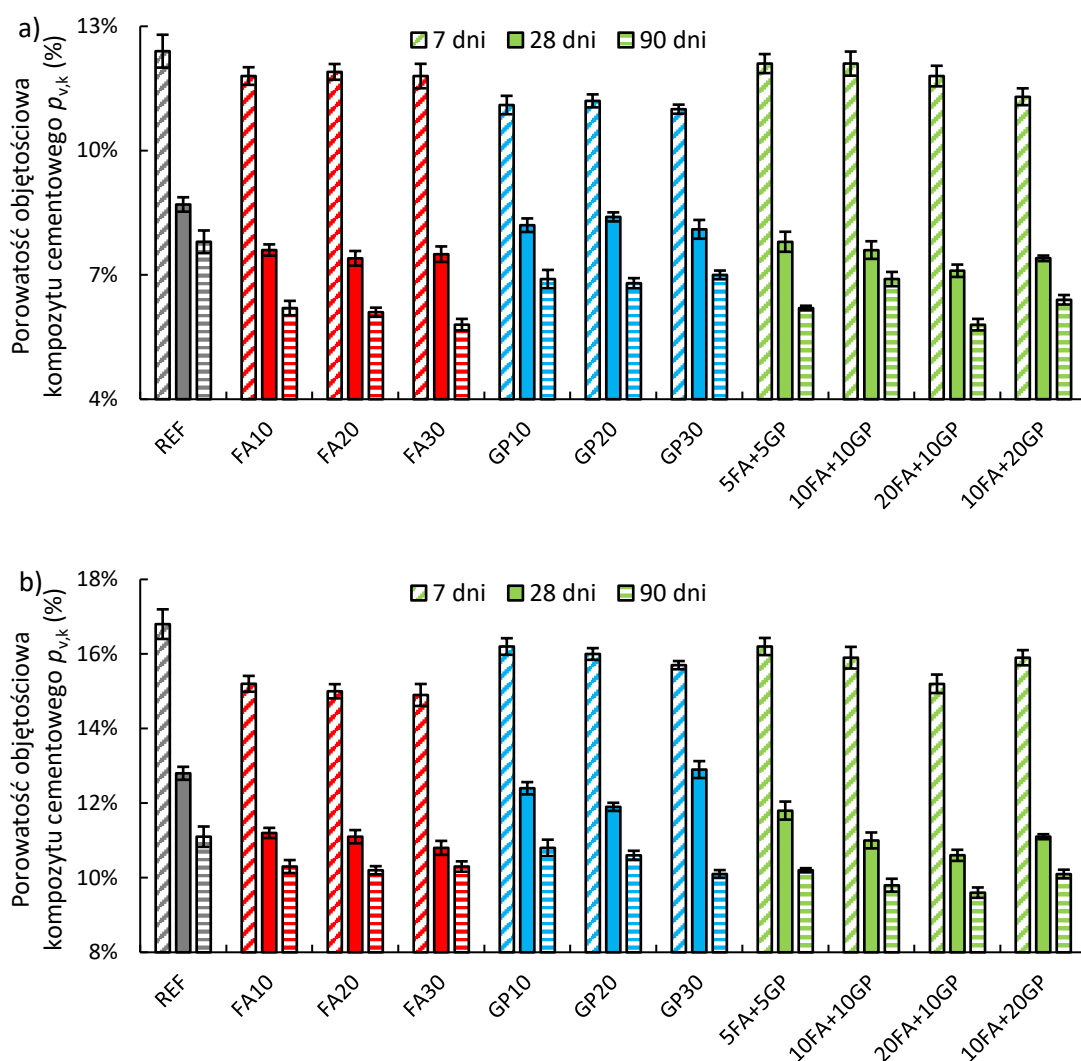 a)
Porowatość objętościowa
kompozytu cementowego pv,k (%)
13%
10%
7%
4%
7 dni 28 dni 90 dni
REF FA10 FA20 FA30 GP10 GP20 GP30 5FA+5GP 10FA+10GP 20FA+10GP 10FA+20GP
b)
Porowatość objętościowa
kompozytu cementowego pv,k (%)
18%
16%
14%
12%
10%
8%
7 dni 28 dni 90 dni
REF FA10 FA20 FA30 GP10 GP20 GP30 5FA+5GP 10FA+10GP 20FA+10GP 10FA+20GP